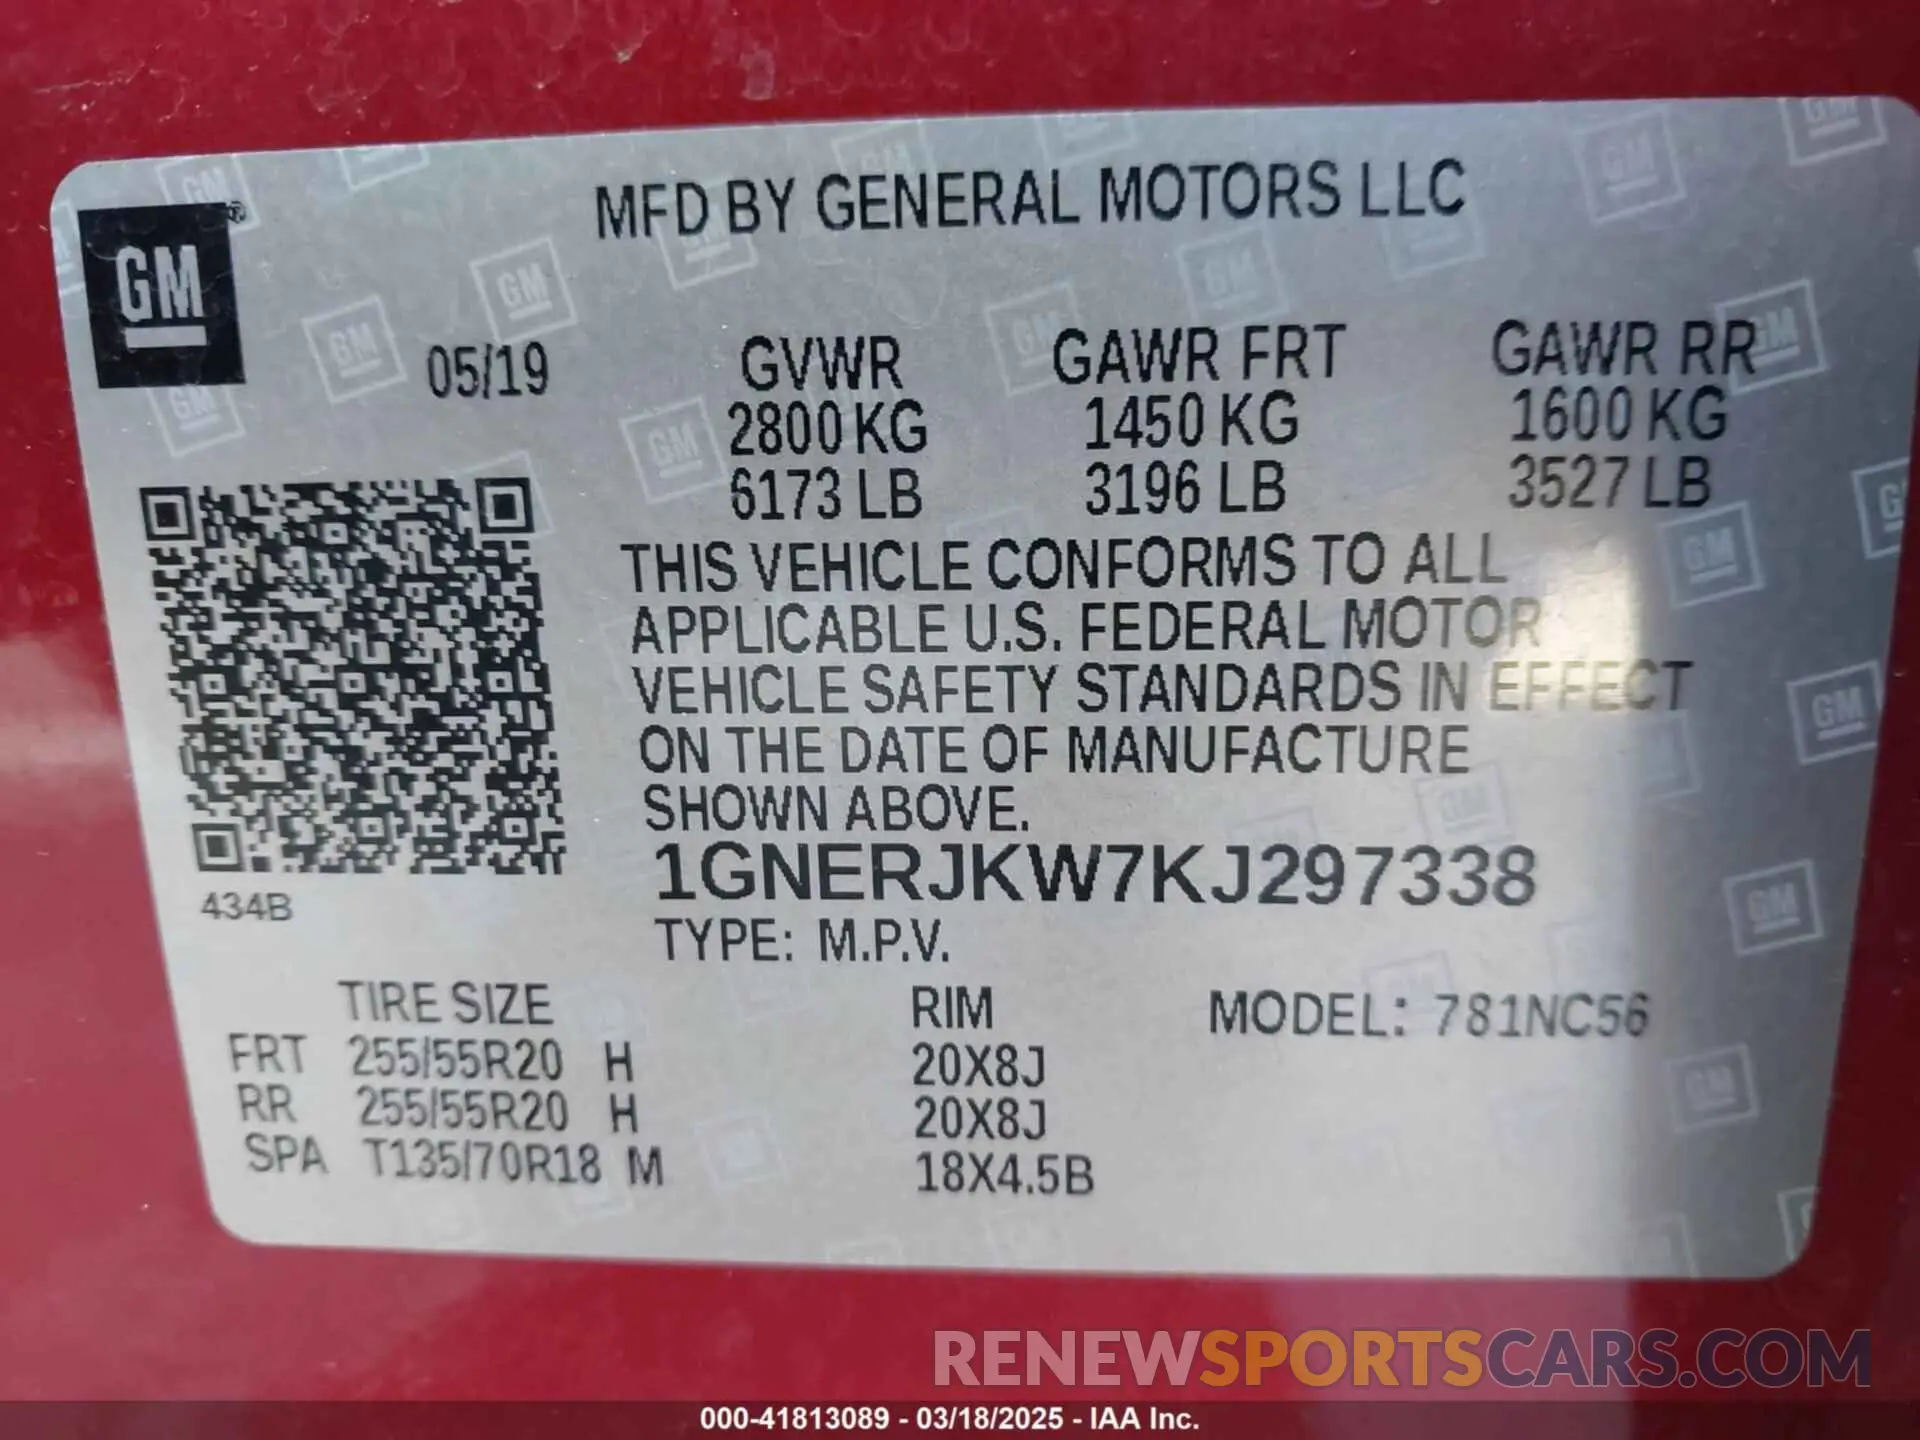 MFD BY GENERAL MOTORS LLC
GM®
05/19
GVWR GAWR FRT GAWR RR
2800 KG 1450 KG 1600 KG
6173 LB 3196 LB 3527 LB
THIS VEHICLE CONFORMS TO ALL
APPLICABLE U.S. FEDERAL MOTOR
VEHICLE SAFETY STANDARDS IN EFFECT
ON THE DATE OF MANUFACTURE
SHOWN ABOVE.
1GNERJKW7KJ297338
434B
TYPE: M.P.V.
TIRE SIZE RIM MODEL: 781NC56
FRT 255/55R20 H 20X8J
RR 255/55R20 H 20X8J
SPA T135/70R18 M 18X4.5B
RENEWSPORTSCARS.COM
000-41813089 - 03/18/2025 - IAA Inc.